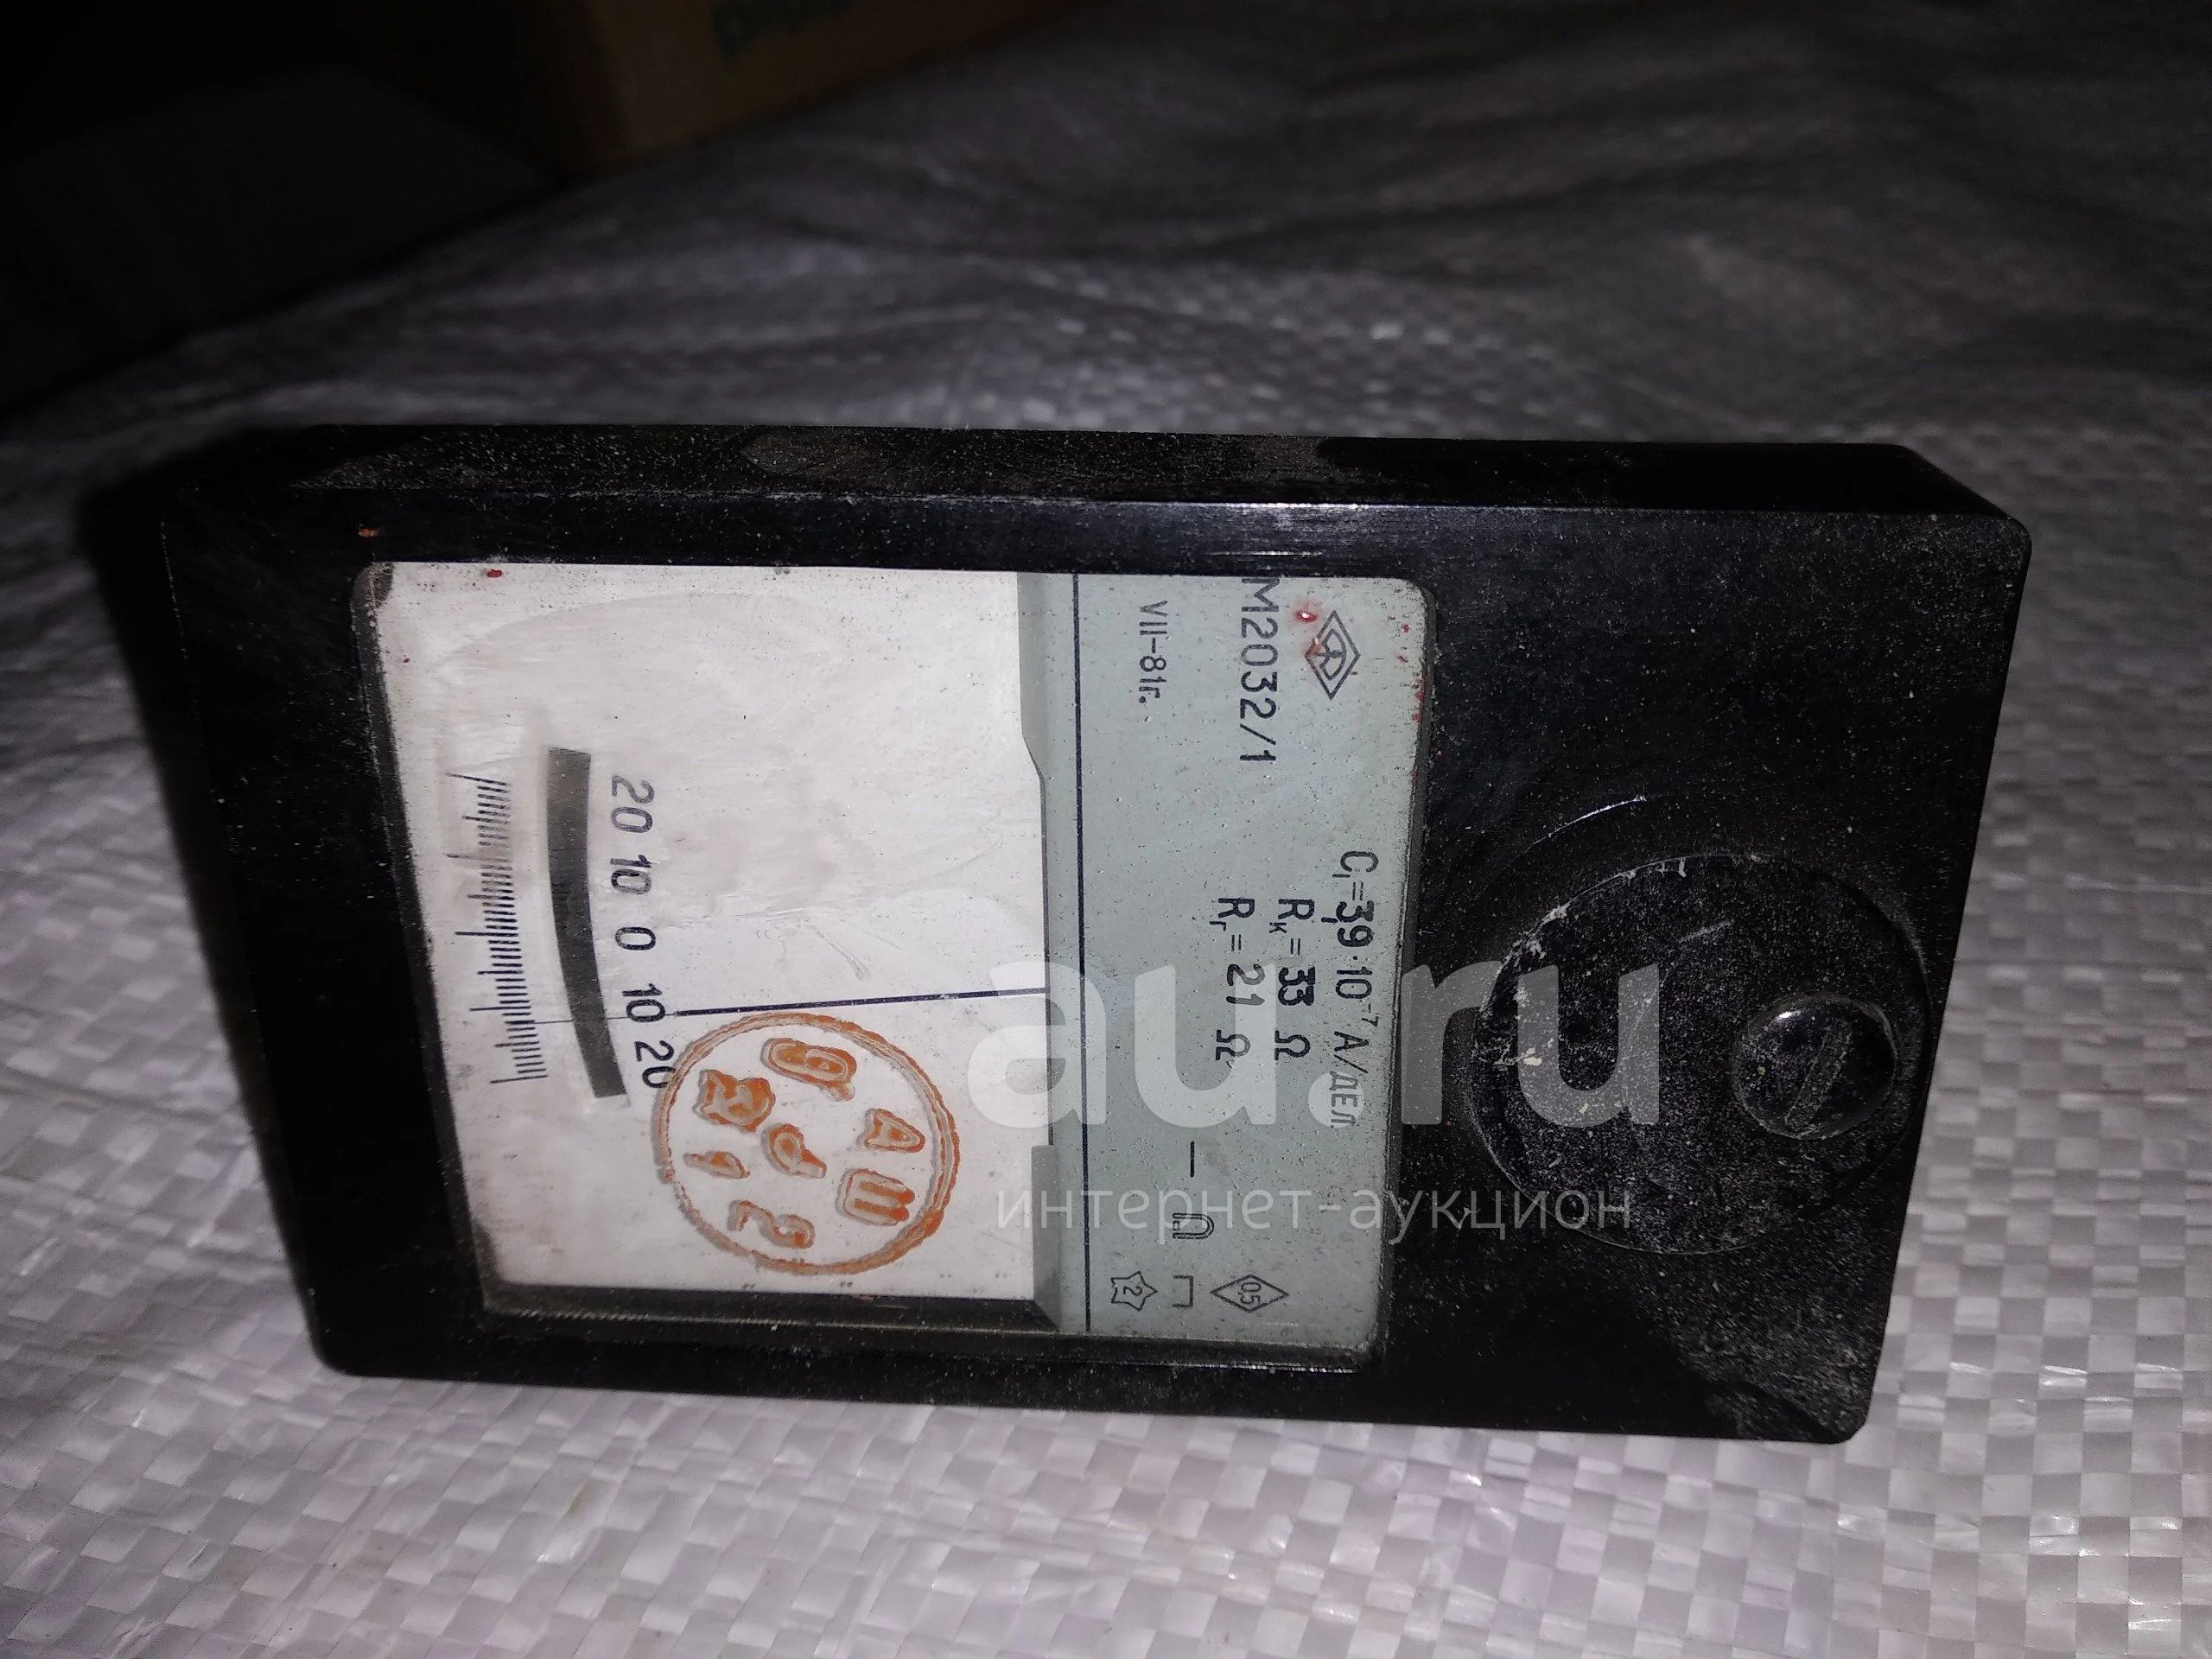 20 10 0 10 20
М2032/1
VII-81г.
C₁=39·10⁻⁷ А/ДЕЛ
Rк= 33 Ω
Rг= 21 Ω
0,5
2
au.ru
интернет-аукцион